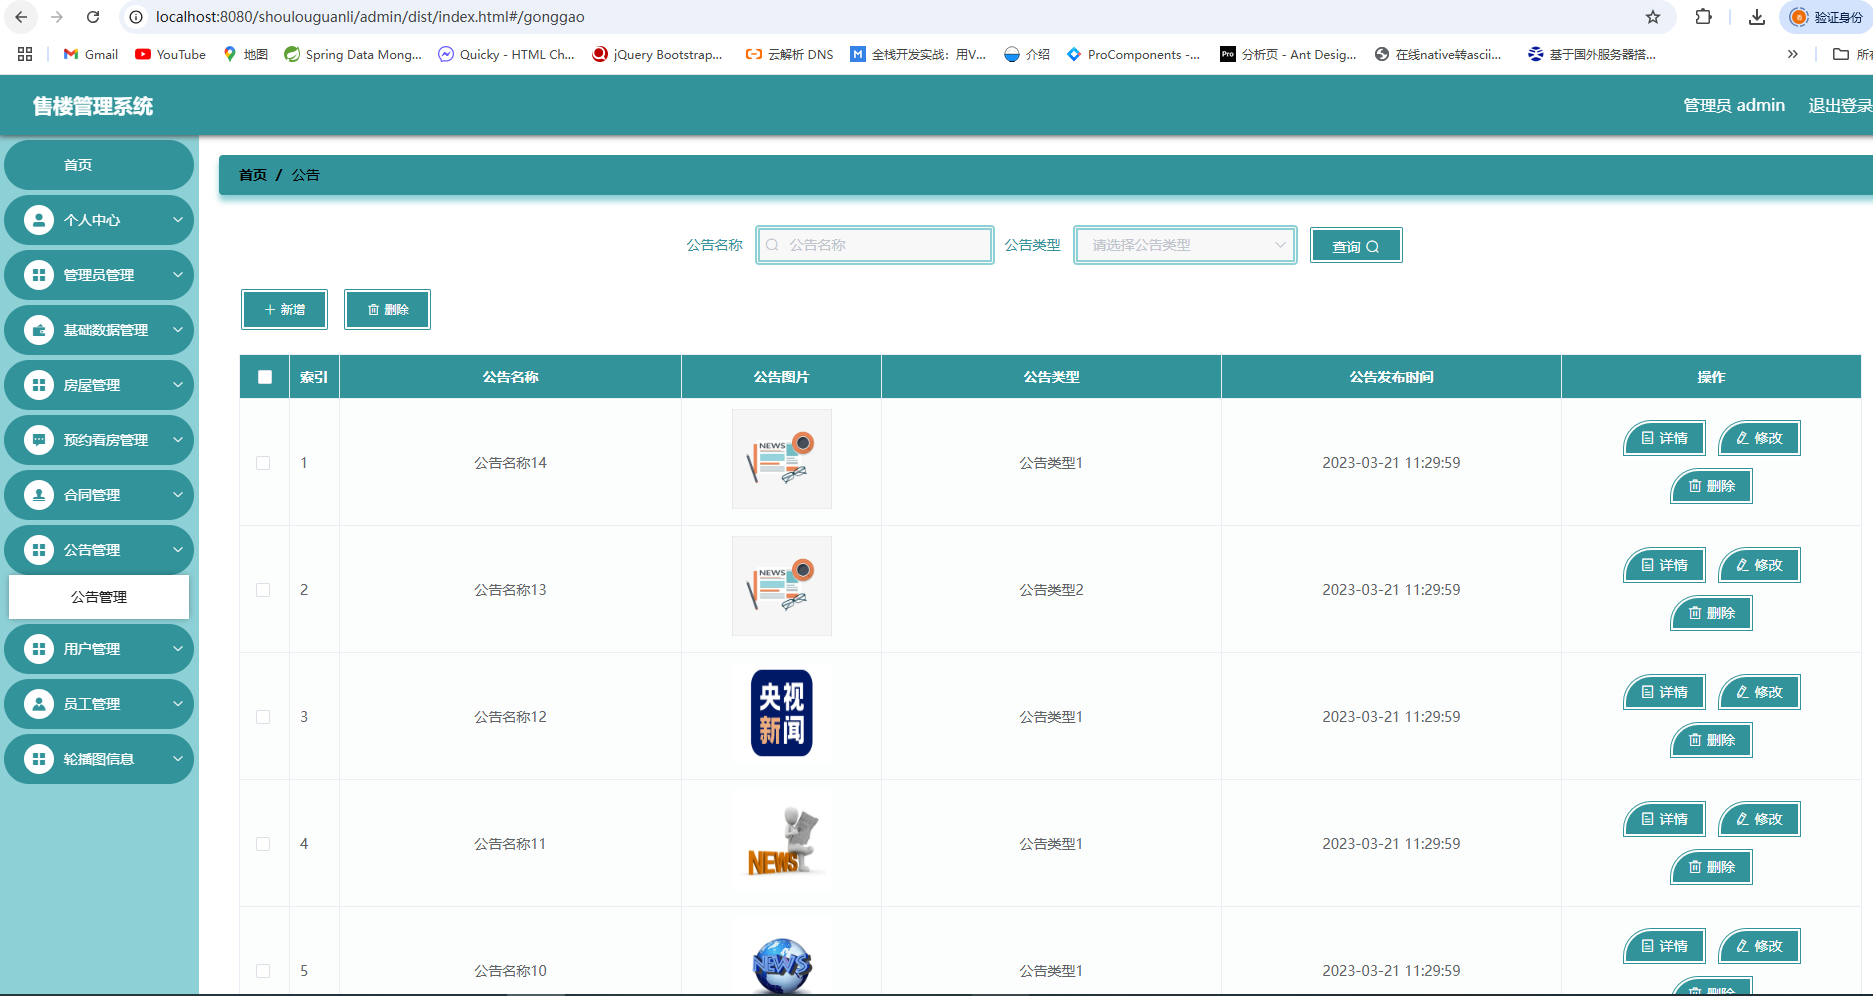 localhost:8080/shoulouguanli/admin/dist/index.html#/gonggao 验证身份
Gmail YouTube 地图 Spring Data Mong... Quicky - HTML Ch... jQuery Bootstrap... 云解析 DNS 全栈开发实战：用V... 介绍 ProComponents -... 分析页 - Ant Desig... 在线native转ascii... 基于国外服务器搭... » 所有
售楼管理系统 管理员 admin 退出登录
首页
个人中心
管理员管理
基础数据管理
房屋管理
预约看房管理
合同管理
公告管理
公告管理
用户管理
员工管理
轮播图信息
首页 / 公告
公告名称 公告名称 公告类型 请选择公告类型 查询
新增 删除
索引 公告名称 公告图片 公告类型 公告发布时间 操作
1 公告名称14 NEWS 公告类型1 2023-03-21 11:29:59 详情 修改
删除
2 公告名称13 NEWS 公告类型2 2023-03-21 11:29:59 详情 修改
删除
3 公告名称12 央视新闻 公告类型1 2023-03-21 11:29:59 详情 修改
删除
4 公告名称11 NEWS 公告类型1 2023-03-21 11:29:59 详情 修改
删除
5 公告名称10 NEWS 公告类型1 2023-03-21 11:29:59 详情 修改
删除